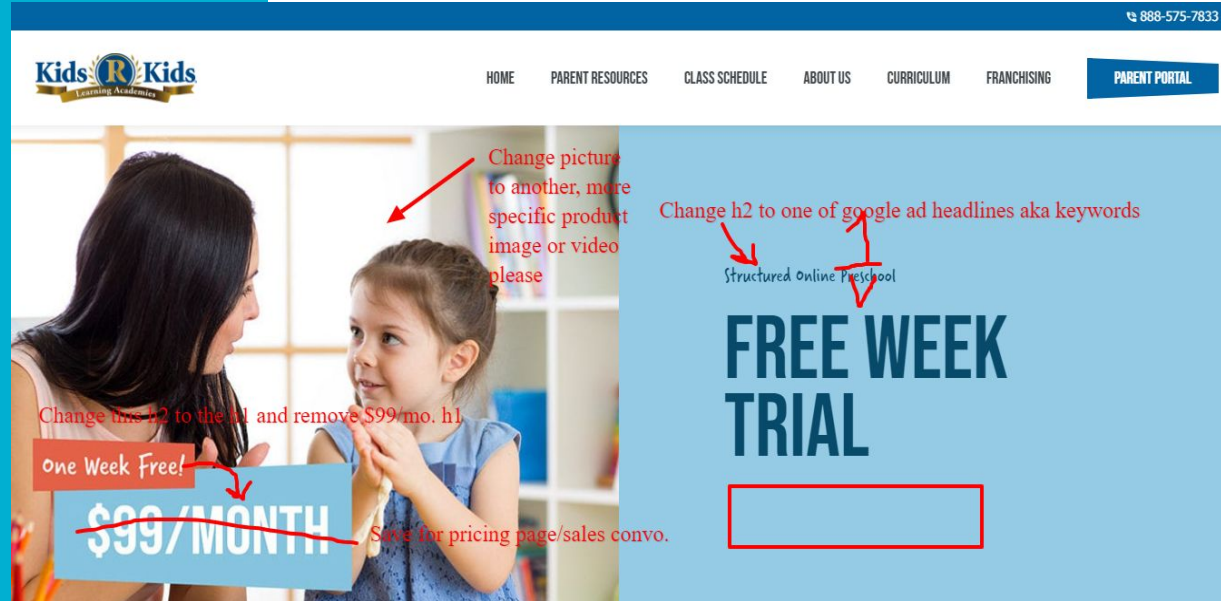 888-575-7833
Kids R Kids
Learning Academies
HOME PARENT RESOURCES CLASS SCHEDULE ABOUT US CURRICULUM FRANCHISING PARENT PORTAL
Change picture
to another, more
specific product
image or video
please
Change h2 to one of google ad headlines aka keywords
Structured Online Preschool
FREE WEEK
TRIAL
Change this h2 to the h1 and remove $99/mo. h1
One Week Free!
$99/MONTH
Save for pricing page/sales convo.